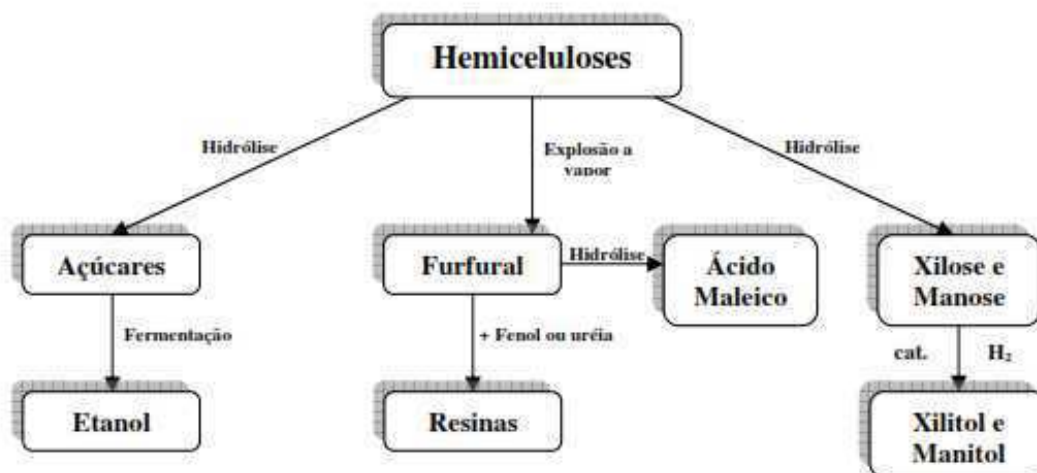 Hemiceluloses
Hidrólise
Explosão a
vapor
Hidrólise
Açúcares
Furfural
Hidrólise
Ácido
Maleico
Xilose e
Manose
Fermentação
+ Fenol ou uréia
cat.
H₂
Etanol
Resinas
Xilitol e
Manitol